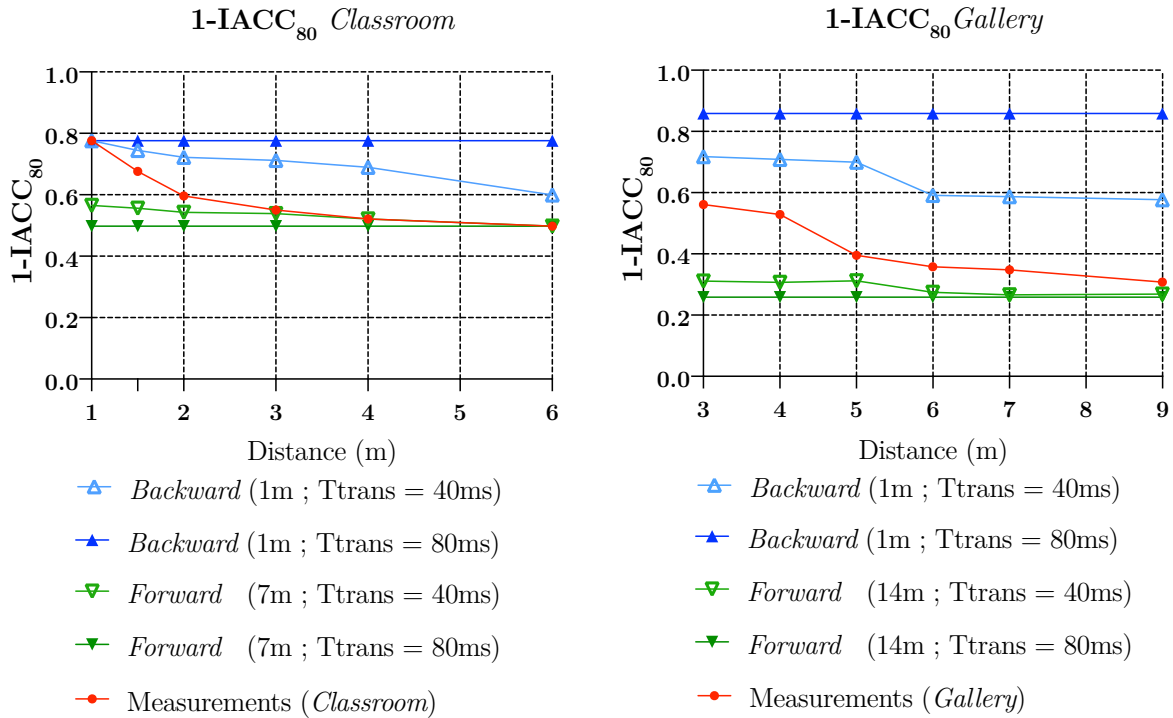 1-IACC80 Classroom
1-IACC80 Gallery
1-IACC80
1.0
0.8
0.6
0.4
0.2
0.0
1 2 3 4 5 6
Distance (m)
Backward (1m ; Ttrans = 40ms)
Backward (1m ; Ttrans = 80ms)
Forward (7m ; Ttrans = 40ms)
Forward (7m ; Ttrans = 80ms)
Measurements (Classroom)
1-IACC80
1.0
0.8
0.6
0.4
0.2
0.0
3 4 5 6 7 8 9
Distance (m)
Backward (1m ; Ttrans = 40ms)
Backward (1m ; Ttrans = 80ms)
Forward (14m ; Ttrans = 40ms)
Forward (14m ; Ttrans = 80ms)
Measurements (Gallery)